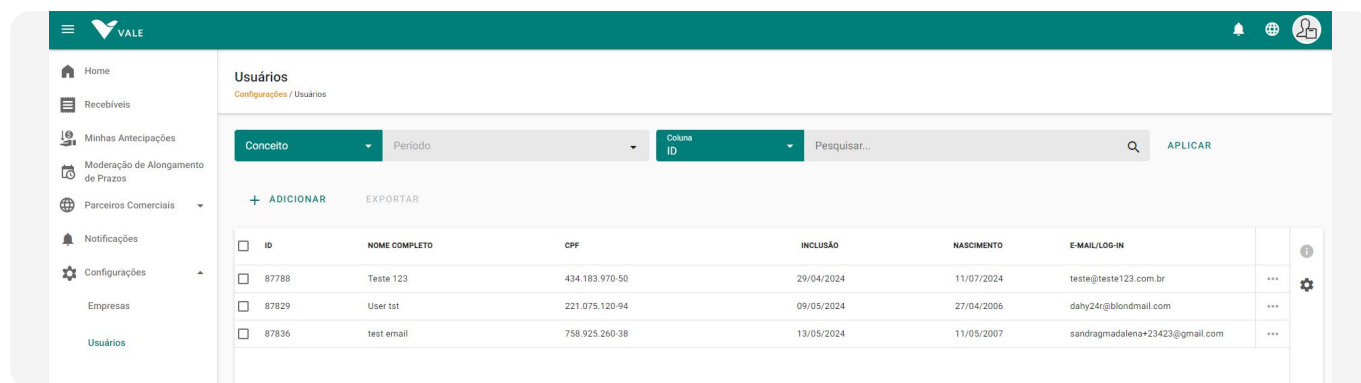 VALE
Home
Recebíveis
Minhas Antecipações
Moderação de Alongamento
de Prazos
Parceiros Comerciais
Notificações
Configurações
Empresas
Usuários
Usuários
Configurações / Usuários
Conceito Período Coluna ID Pesquisar... APLICAR
+ ADICIONAR EXPORTAR
ID NOME COMPLETO CPF INCLUSÃO NASCIMENTO E-MAIL/LOG-IN
87788 Teste 123 434.183.970-50 29/04/2024 11/07/2024 teste@teste123.com.br ...
87829 User tst 221.075.120-94 09/05/2024 27/04/2006 dahy24r@blondmail.com ...
87836 test email 758.925.260-38 13/05/2024 11/05/2007 sandragmadalena+23423@gmail.com ...